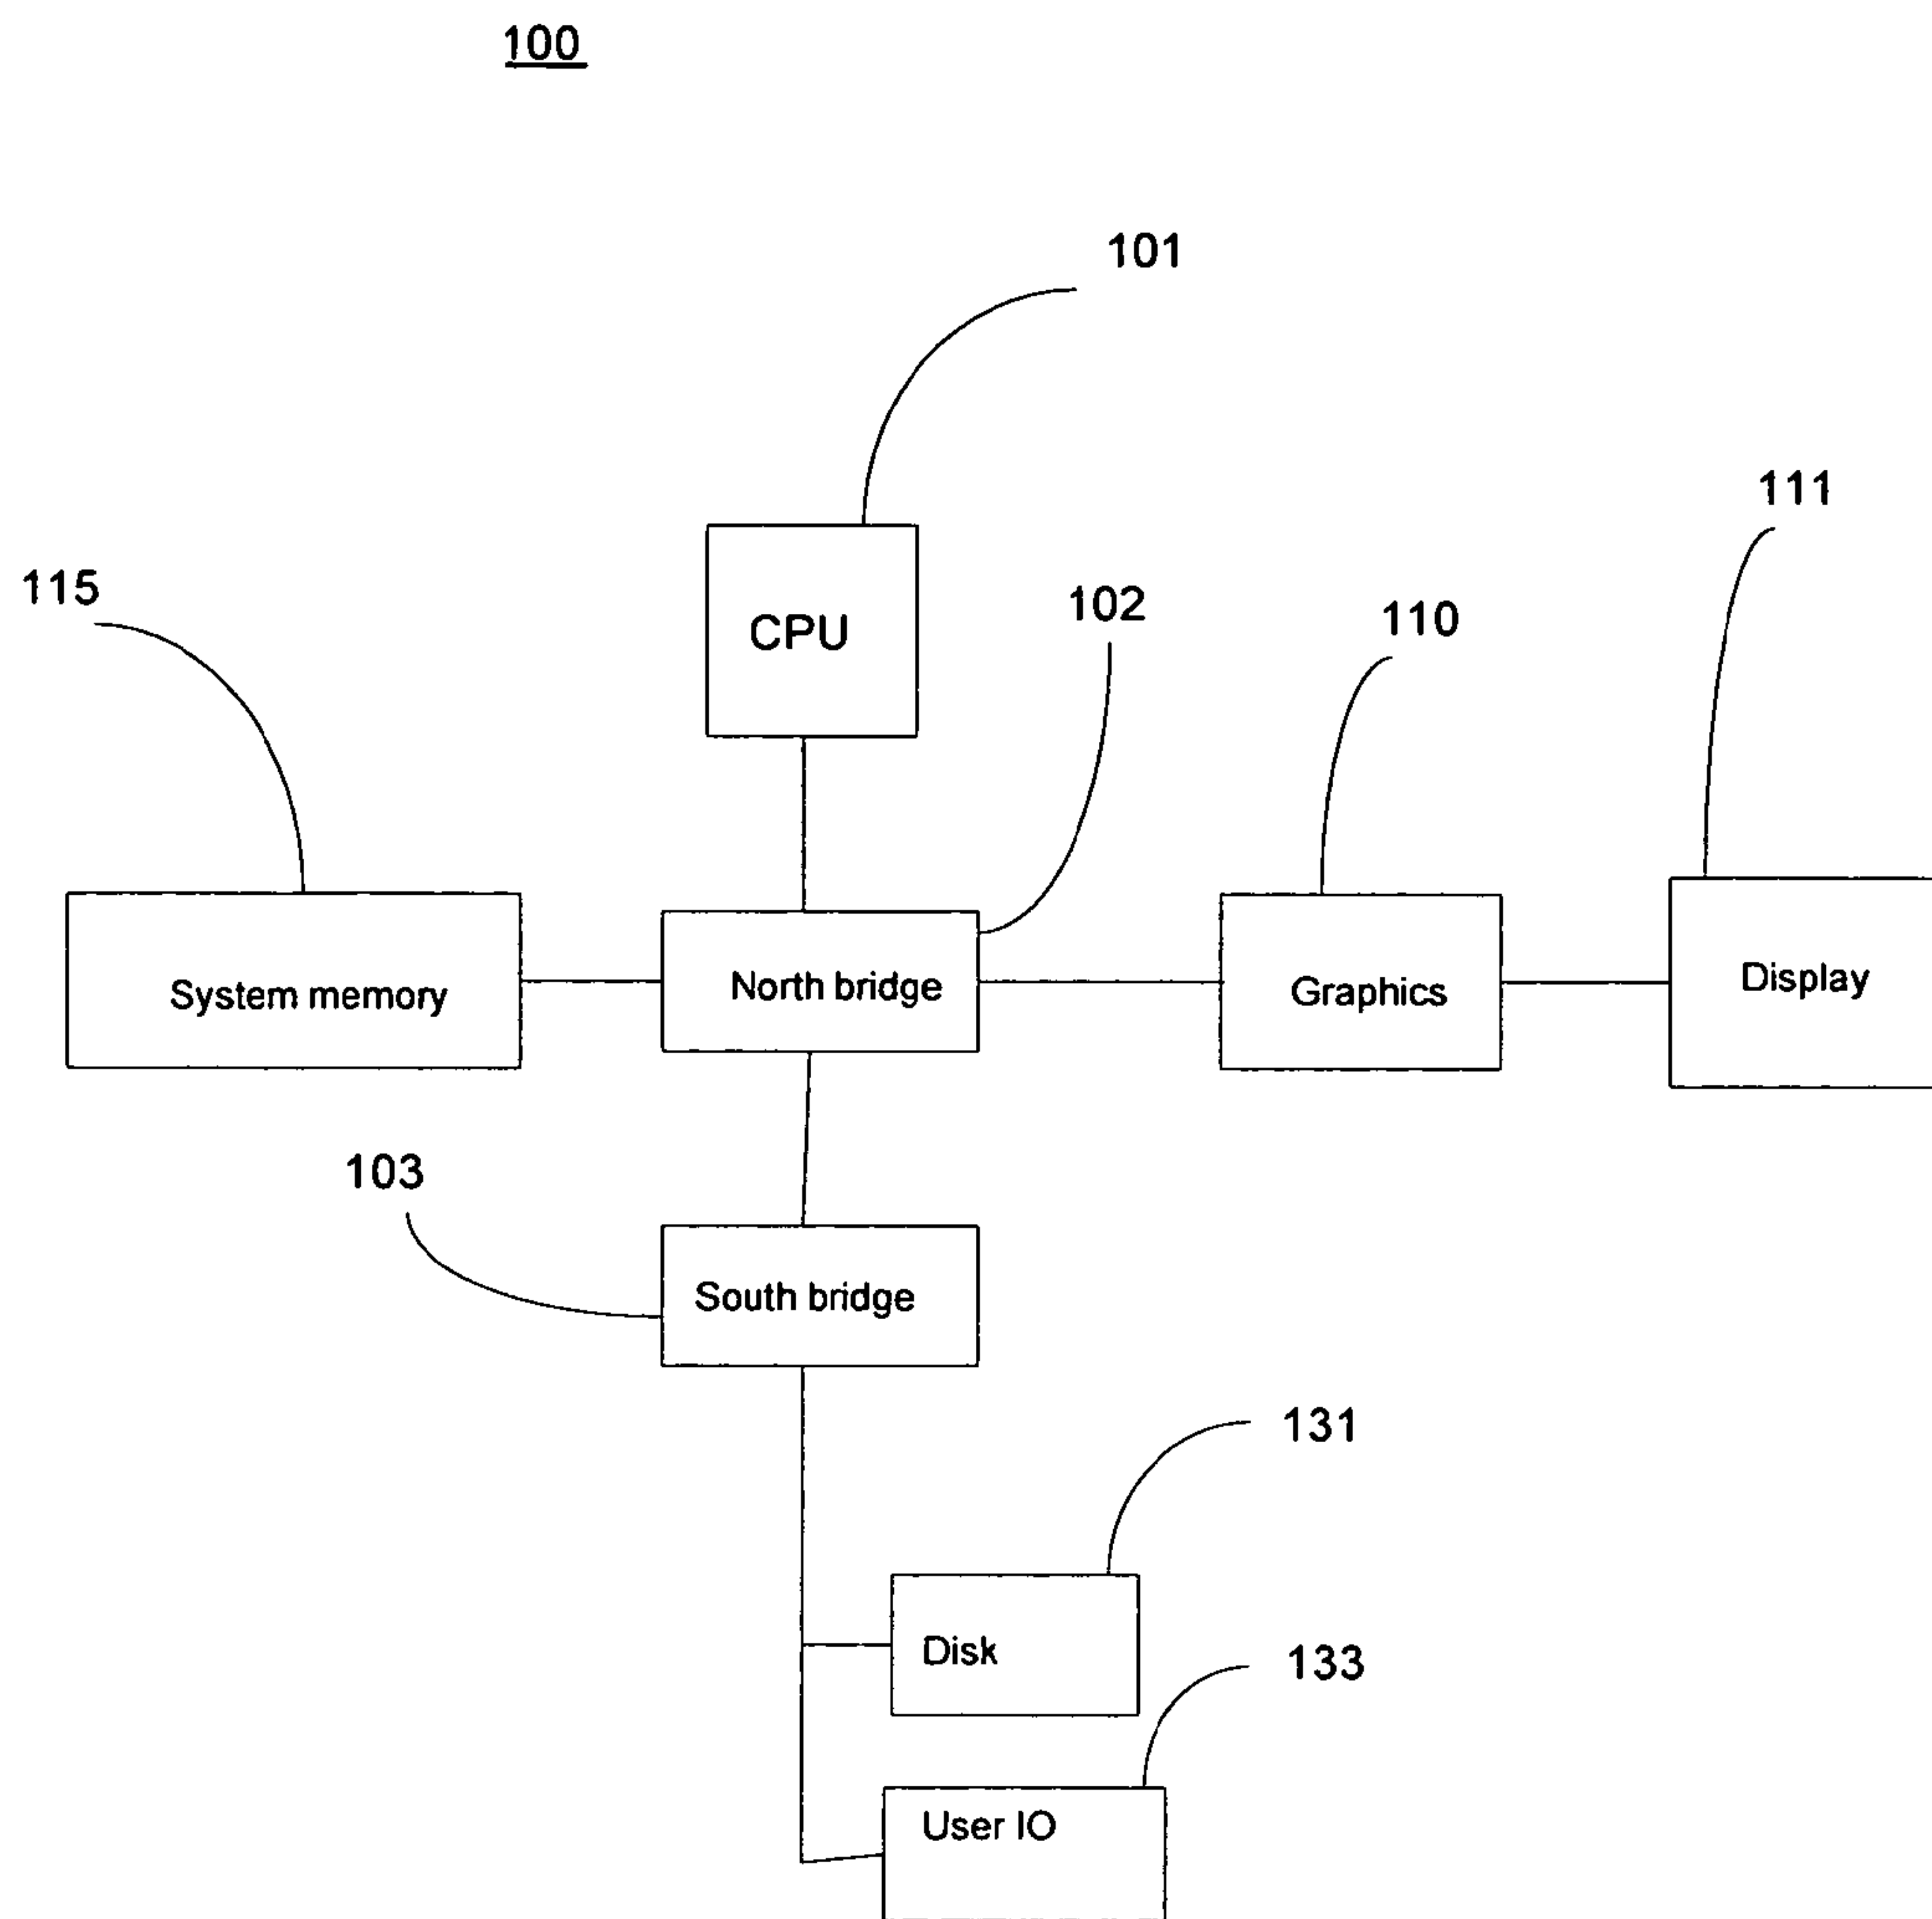 100
101
111
115
102
110
CPU
System memory
North bridge
Graphics
Display
103
South bridge
131
Disk
133
User IO